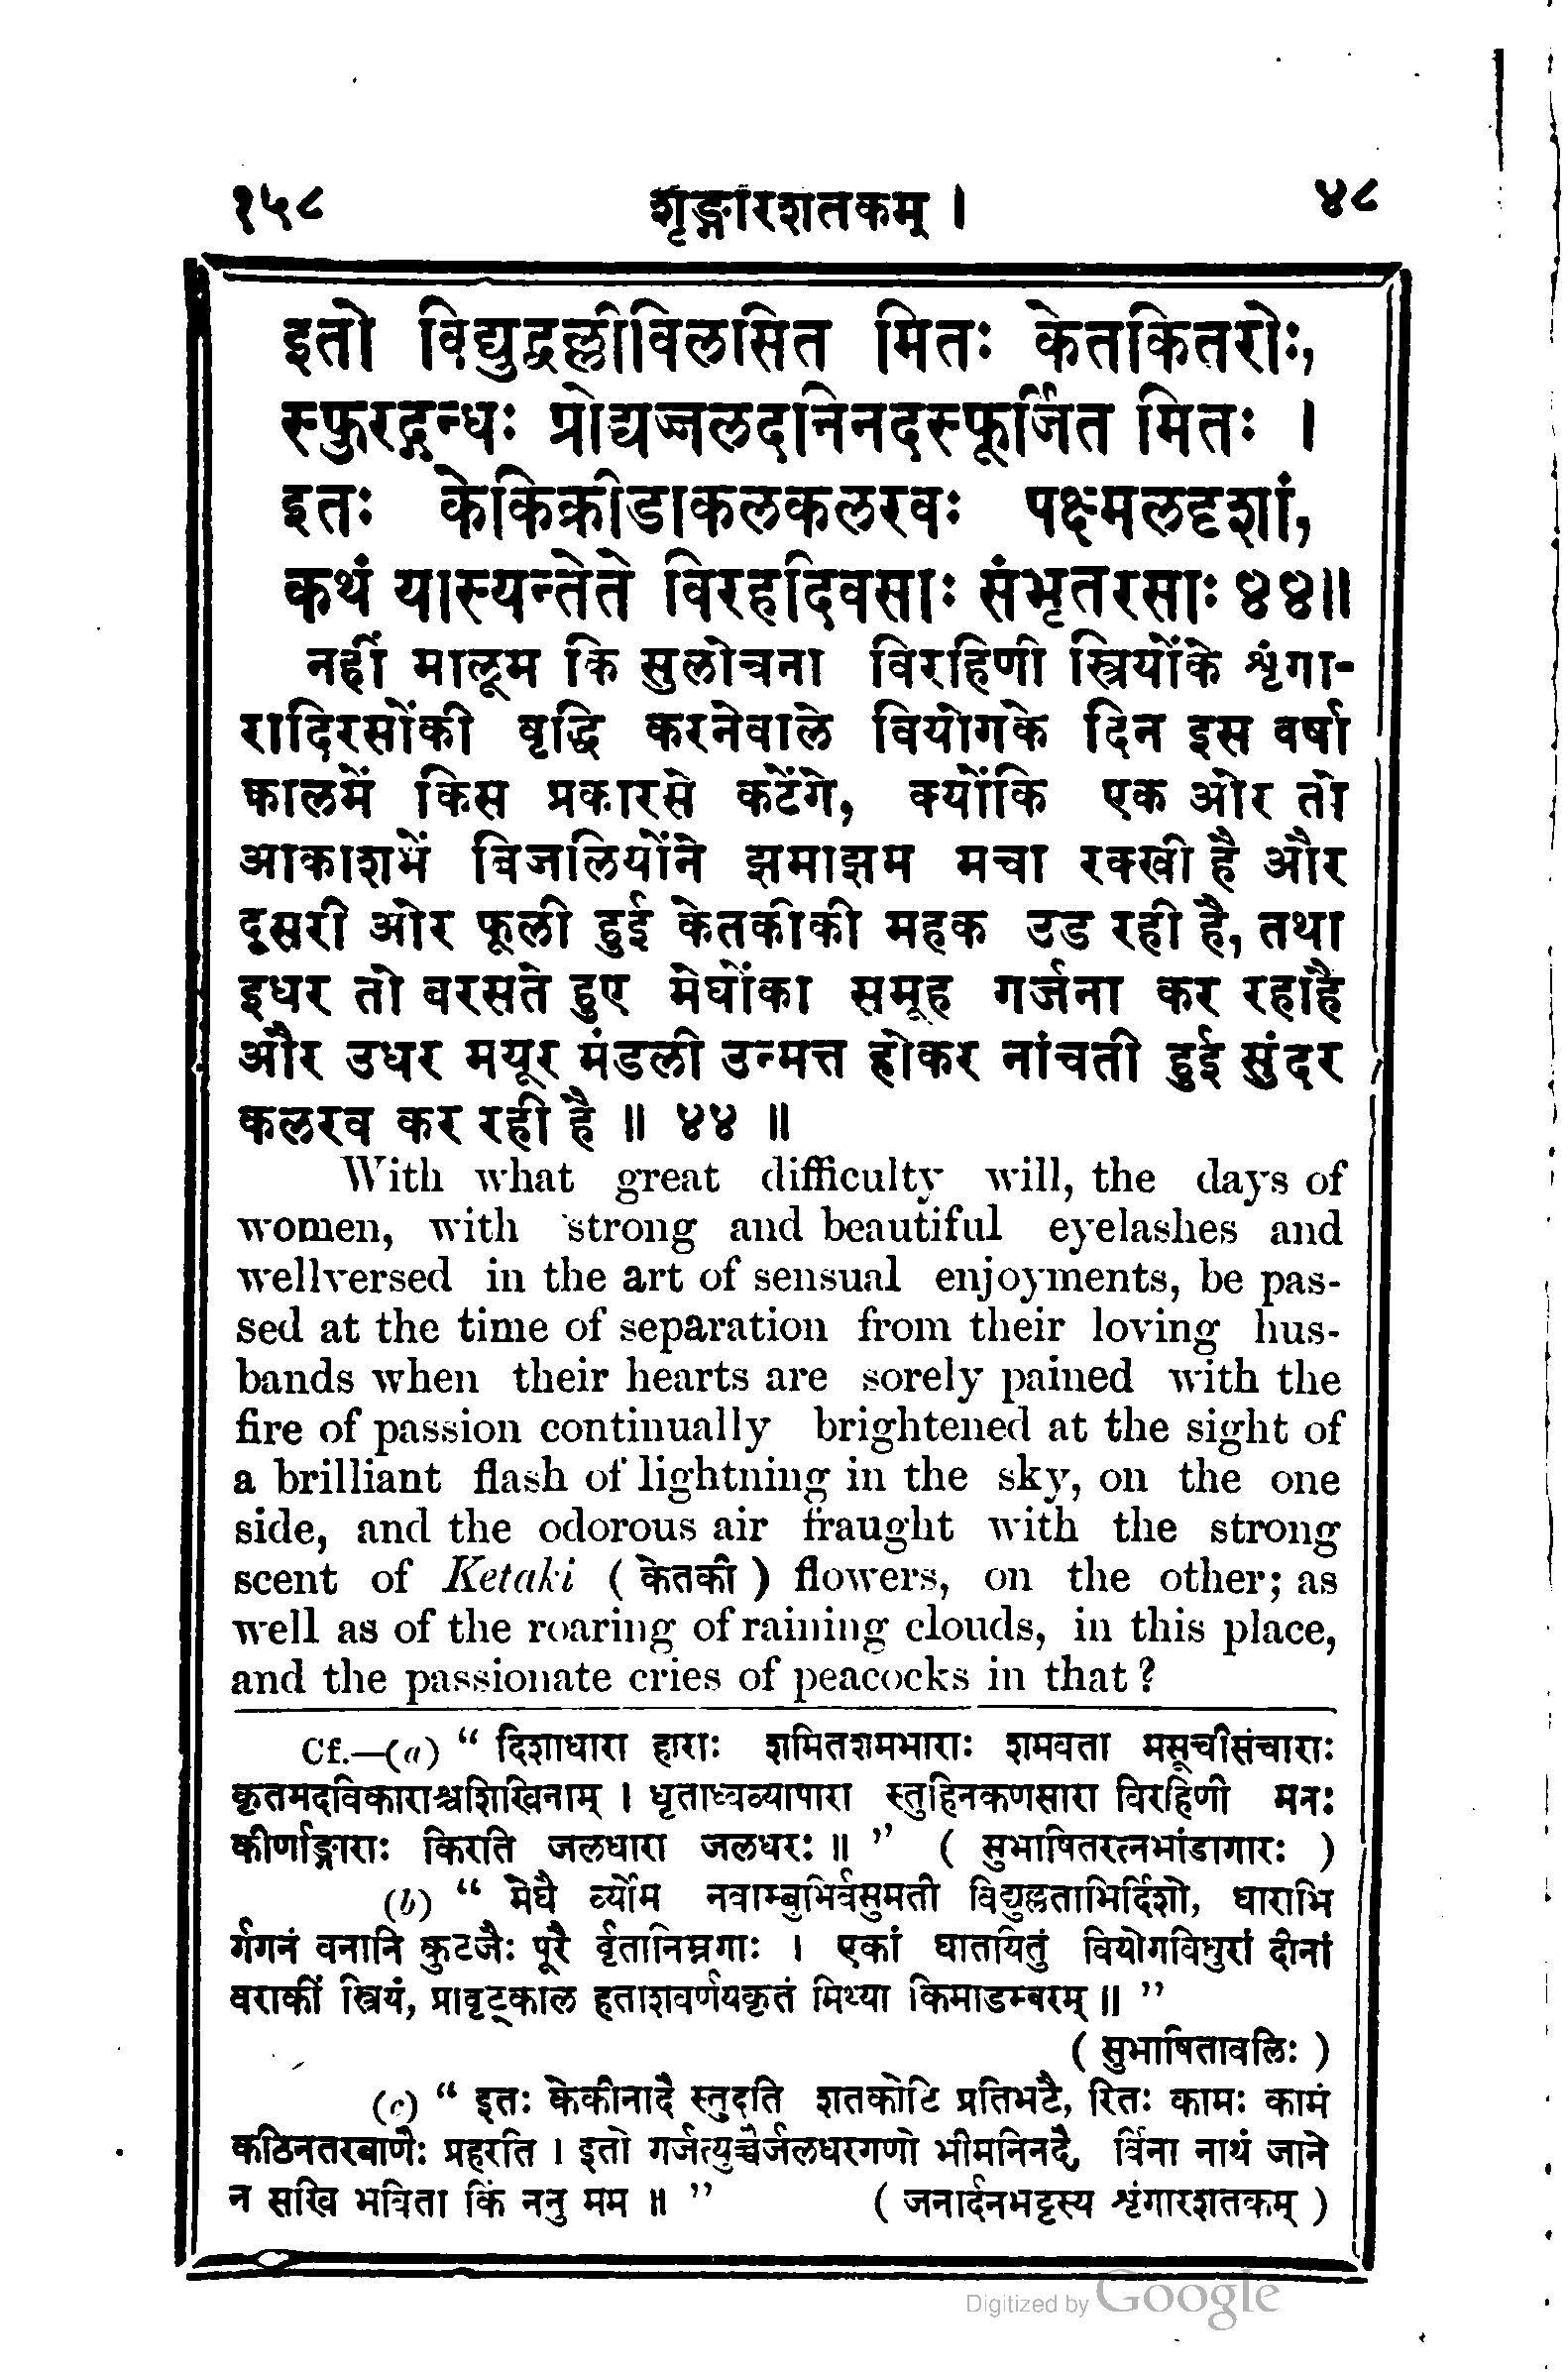 १५८ शृङ्गारशतकम् । ४८
इतो विद्युद्वल्लीविलसित मितः केतकितरोः,
स्फुरद्गन्धः प्रोद्यज्जलदनिनदस्फूर्जित मितः ।
इतः केकिक्रीडाकलकलरवः पक्ष्मलदृशां,
कथं यास्यन्तेते विरहदिवसाः संभृतरसाः ४४॥
नहीं मालूम कि सुलोचना विरहिणी स्त्रियोंके शृंगा-
रादिरसोंकी वृद्धि करनेवाले वियोगके दिन इस वर्षा
कालमें किस प्रकारसे कटेंगे, क्योंकि एक ओर तो
आकाशमें बिजलियोंने झमाझम मचा रक्खी है और
दूसरी ओर फूली हुई केतकीकी महक उड रही है, तथा
इधर तो बरसते हुए मेघोंका समूह गर्जना कर रहाहै
और उधर मयूर मंडली उन्मत्त होकर नांचती हुई सुंदर
कलरव कर रही है ॥ ४४ ॥
With what great difficulty will, the days of
women, with strong and beautiful eyelashes and
wellversed in the art of sensual enjoyments, be pas-
sed at the time of separation from their loving hus-
bands when their hearts are sorely pained with the
fire of passion continually brightened at the sight of
a brilliant flash of lightning in the sky, on the one
side, and the odorous air fraught with the strong
scent of Ketaki ( केतकी ) flowers, on the other; as
well as of the roaring of raining clouds, in this place,
and the passionate cries of peacocks in that ?
Cf.—(a) “ दिशाधारा हाराः शमितशमभाराः शमवता मसूचीसंचाराः
कृतमदविकाराश्चशिखिनाम् । धृताध्वव्यापारा स्तुहिनकणसारा विरहिणी मनः
कीर्णाङ्गाराः किरति जलधारा जलधरः ॥ ” ( सुभाषितरत्नभांडागारः )
(b) “ मेघै र्व्योम नवाम्बुभिर्वसुमती विद्युल्लताभिर्दिशो, धाराभि
र्गगनं वनानि कुटजैः पूरै र्वृतानिम्नगाः । एकां घातयितुं वियोगविधुरां दीनां
वराकीं स्त्रियं, प्रावृट्काल हताशवर्णयकृतं मिथ्या किमाडम्बरम् ॥ ”
( सुभाषितावलिः )
(c) “ इतः केकीनादै स्तुदति शतकोटि प्रतिभटै, रितः कामः कामं
कठिनतरबाणैः प्रहरति । इतो गर्जत्युच्चैर्जलधरगणो भीमनिनदै, र्विना नाथं जाने
न सखि भविता किं ननु मम ॥ ” ( जनार्दनभट्टस्य शृंगारशतकम् )
Digitized by Google